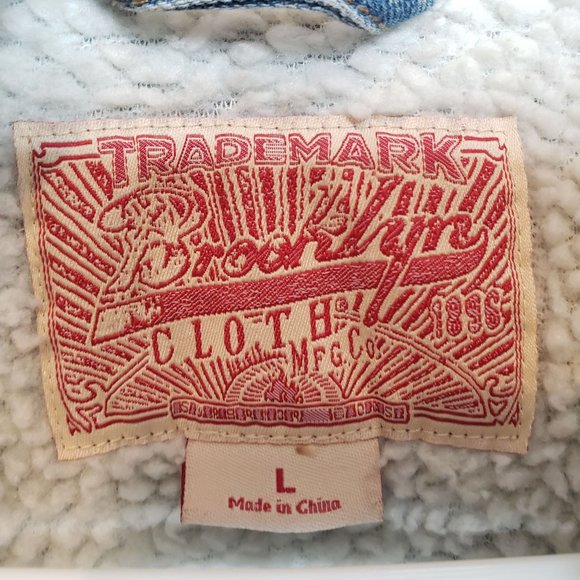 TRADEMARK
Brooklyn
1896
CLOTH
MFG.Co.
L
Made in China